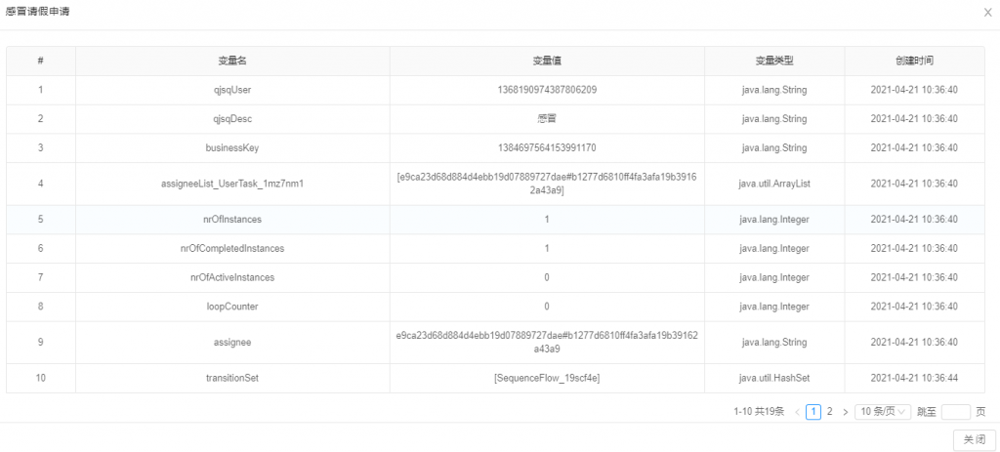 感冒请假申请
# 变量名 变量值 变量类型 创建时间
1 qjsqUser 1368190974387806209 java.lang.String 2021-04-21 10:36:40
2 qjsqDesc 感冒 java.lang.String 2021-04-21 10:36:40
3 businessKey 1384697564153991170 java.lang.String 2021-04-21 10:36:40
4 assigneeList_UserTask_1mz7nm1 [e9ca23d68d884d4ebb19d07889727dae#b1277d6810ff4fa3afa19b39162a43a9] java.util.ArrayList 2021-04-21 10:36:40
5 nrOfInstances 1 java.lang.Integer 2021-04-21 10:36:40
6 nrOfCompletedInstances 1 java.lang.Integer 2021-04-21 10:36:40
7 nrOfActiveInstances 0 java.lang.Integer 2021-04-21 10:36:40
8 loopCounter 0 java.lang.Integer 2021-04-21 10:36:40
9 assignee e9ca23d68d884d4ebb19d07889727dae#b1277d6810ff4fa3afa19b39162a43a9 java.lang.String 2021-04-21 10:36:40
10 transitionSet [SequenceFlow_19scf4e] java.util.HashSet 2021-04-21 10:36:44
1-10 共19条 < 1 2 > 10 条/页 跳至 页
关 闭